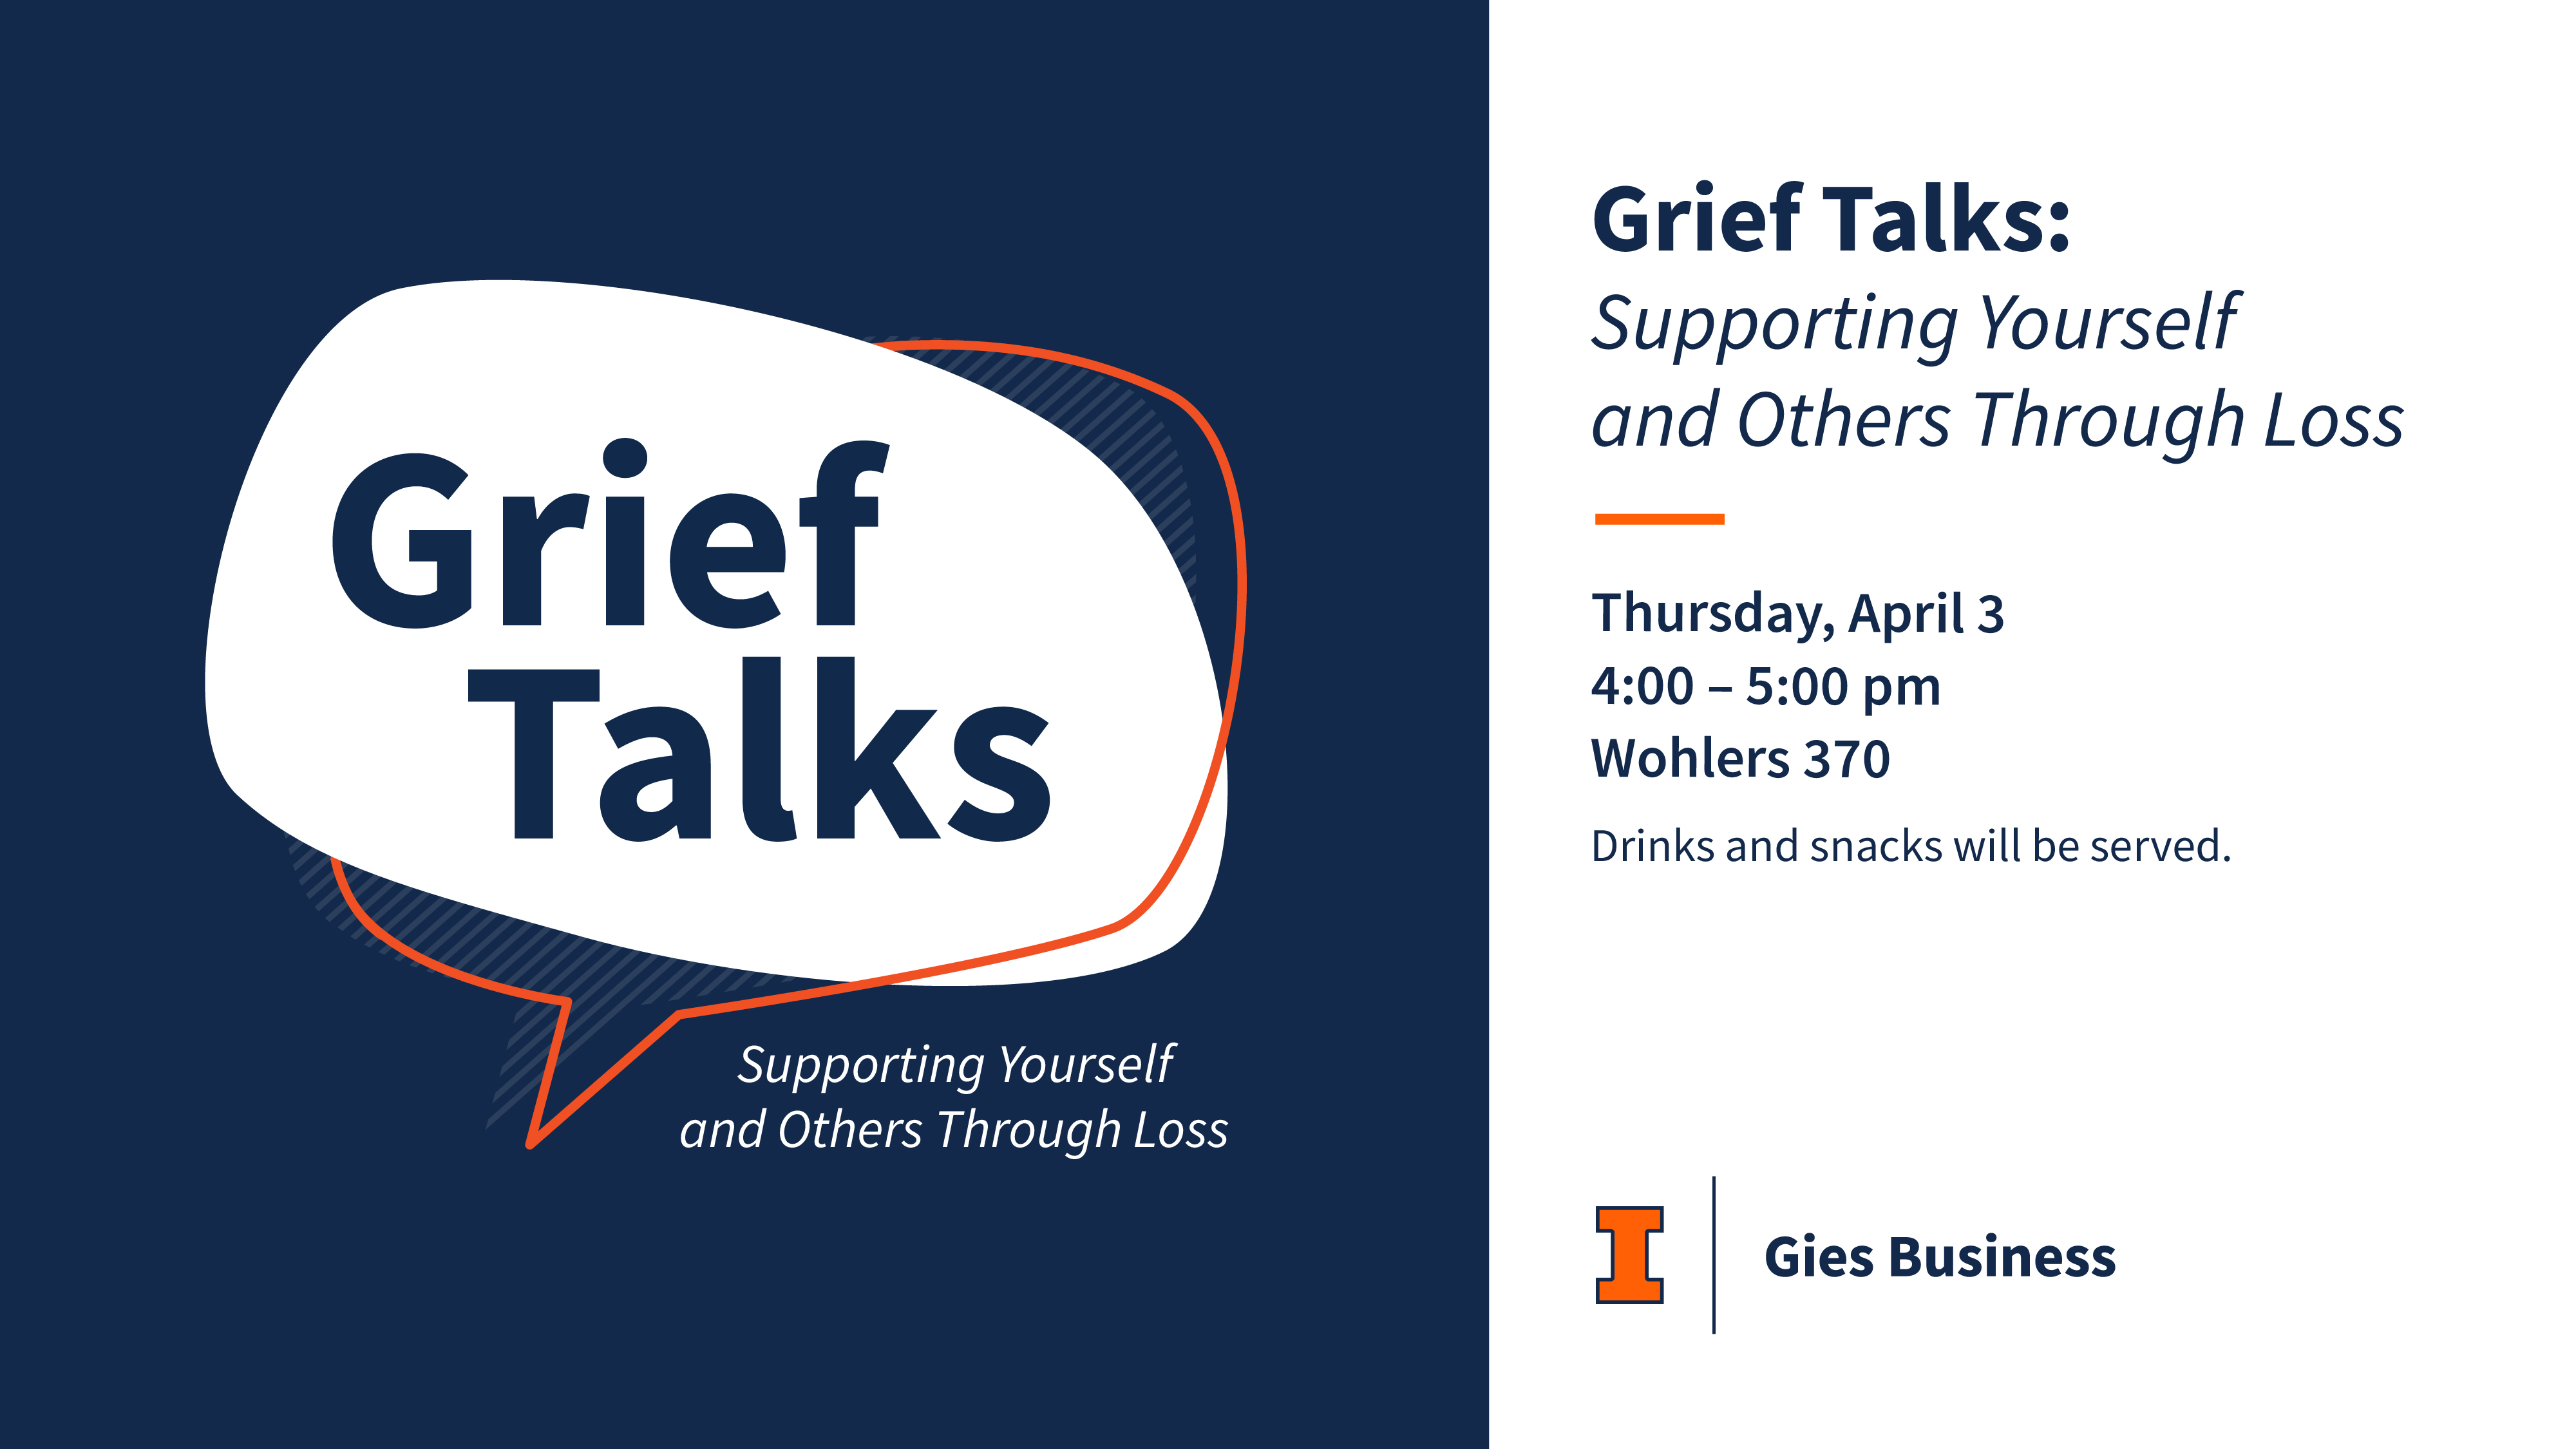 Grief
Talks
Supporting Yourself
and Others Through Loss
Grief Talks:
Supporting Yourself
and Others Through Loss
Thursday, April 3
4:00 – 5:00 pm
Wohlers 370
Drinks and snacks will be served.
I
Gies Business